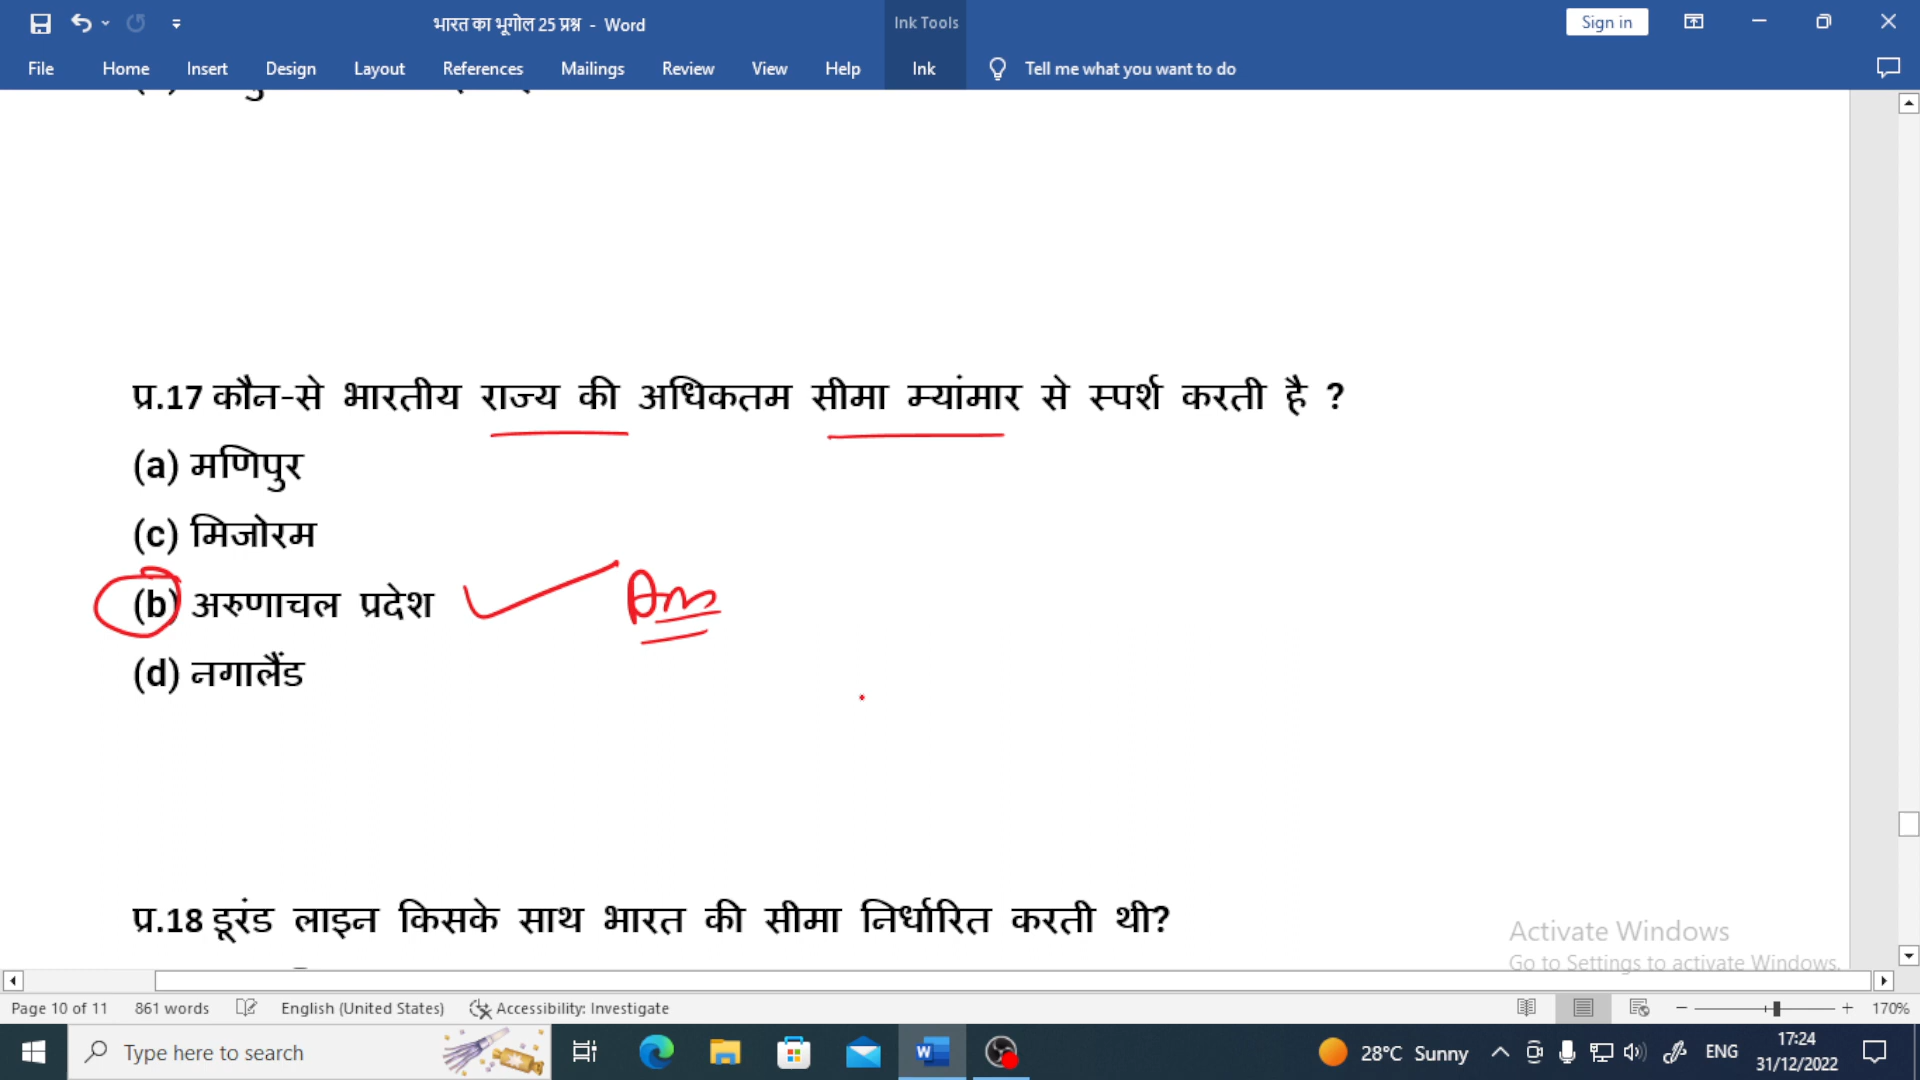 भारत का भूगोल 25 प्रश्न - Word
Ink Tools
Sign in
File Home Insert Design Layout References Mailings Review View Help Ink Tell me what you want to do
प्र.17 कौन-से भारतीय राज्य की अधिकतम सीमा म्यांमार से स्पर्श करती है ?
(a) मणिपुर
(c) मिजोरम
(b) अरुणाचल प्रदेश Ans
(d) नगालैंड
प्र.18 डूरंड लाइन किसके साथ भारत की सीमा निर्धारित करती थी?
Activate Windows
Go to Settings to activate Windows.
Page 10 of 11 861 words English (United States) Accessibility: Investigate 170%
Type here to search 28°C Sunny ENG 17:24
31/12/2022